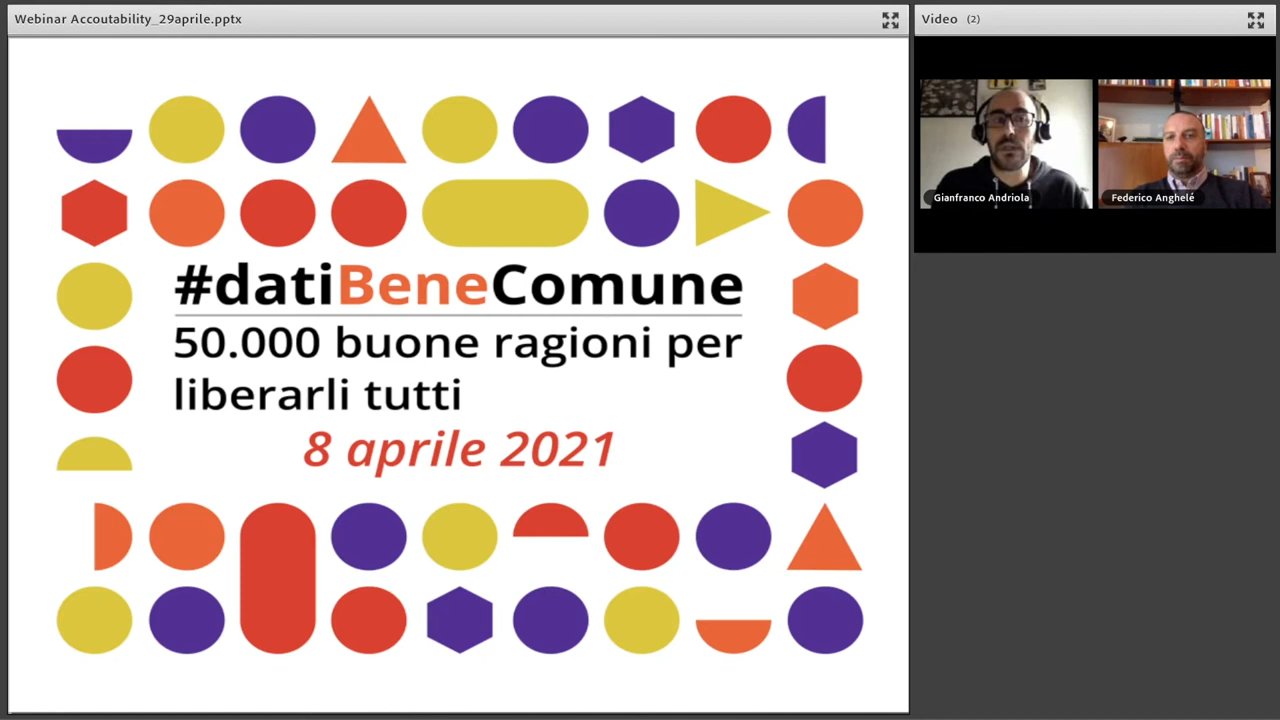 Webinar Accoutability_29aprile.pptx
Video (2)
Gianfranco Andriola
Federico Anghelé
#datiBeneComune
50.000 buone ragioni per
liberarli tutti
8 aprile 2021